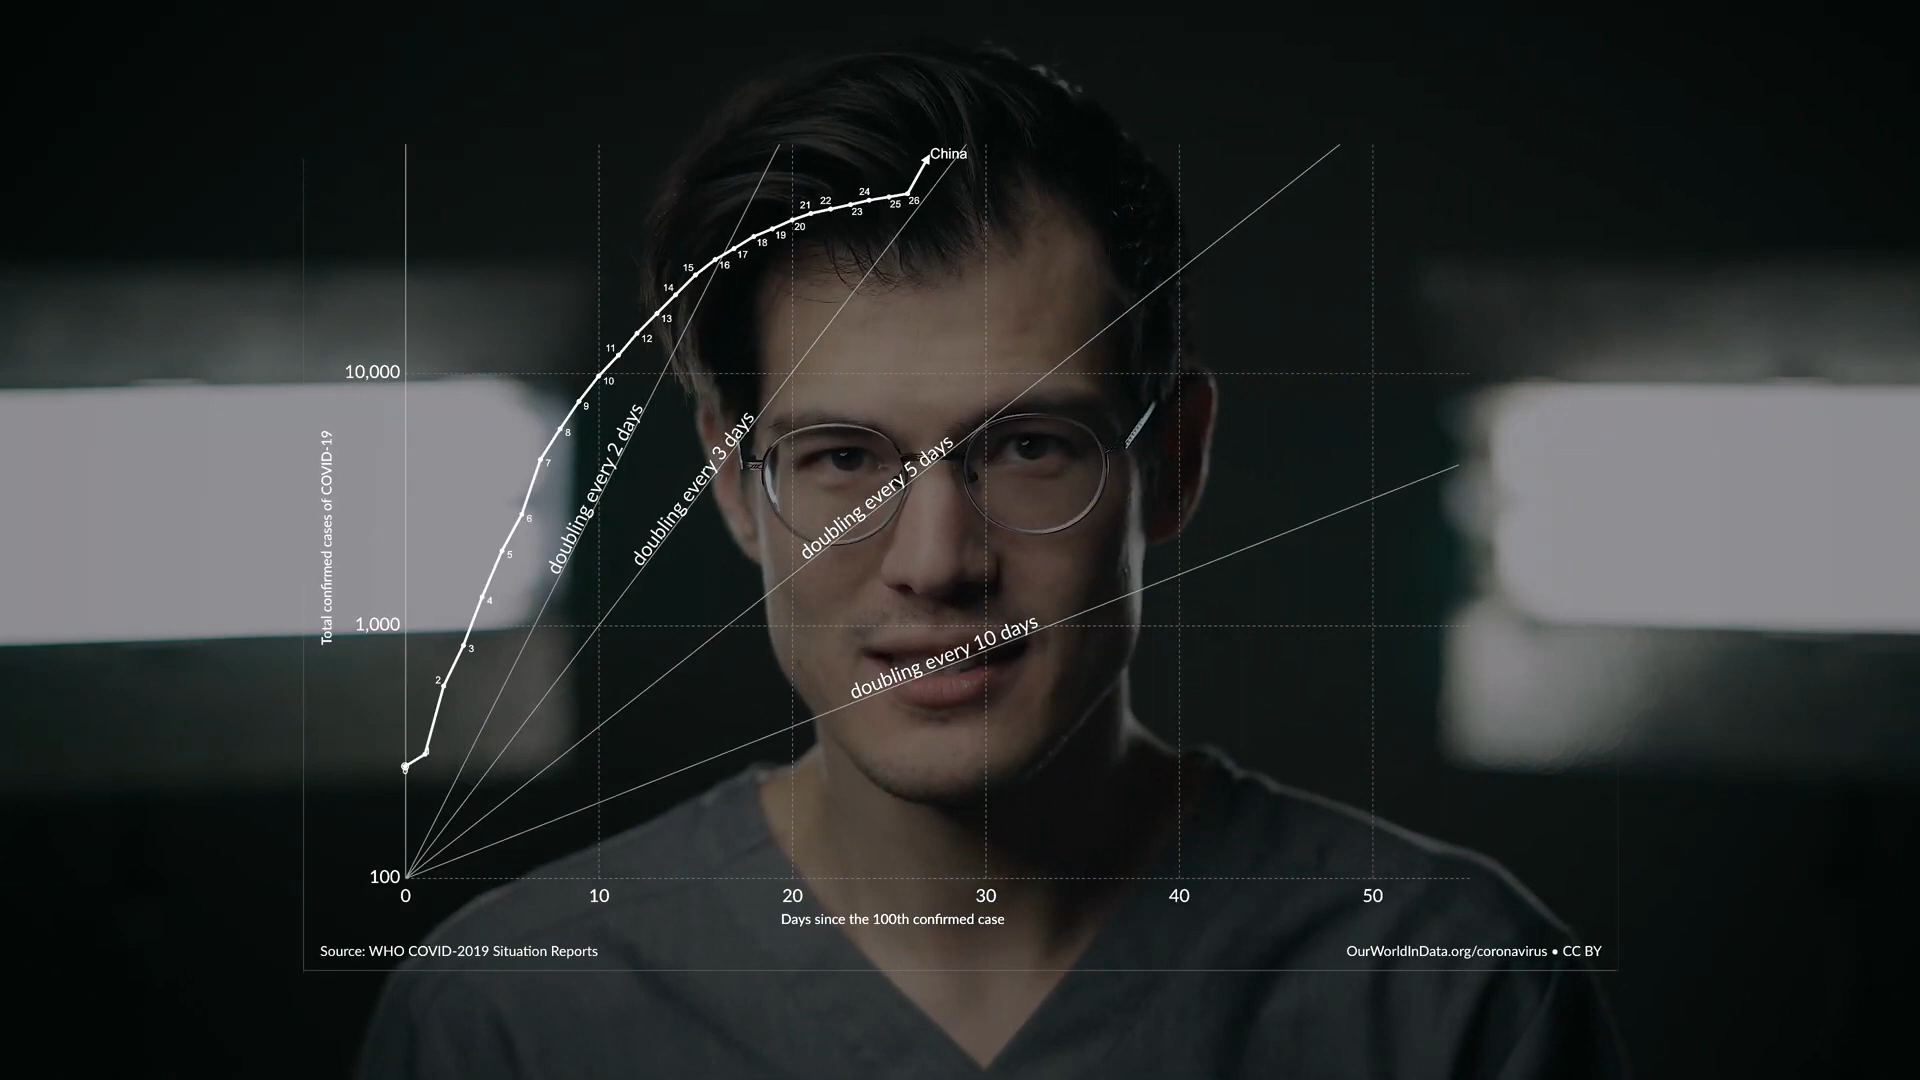 China
24
21 22
23 25 26
20
19
18
17
16
15
14
13
12
11
10
9
8
7
6
5
4
3
2
0
10,000
1,000
100
Total confirmed cases of COVID-19
doubling every 2 days
doubling every 3 days
doubling every 5 days
doubling every 10 days
0 10 20 30 40 50
Days since the 100th confirmed case
Source: WHO COVID-2019 Situation Reports
OurWorldInData.org/coronavirus • CC BY